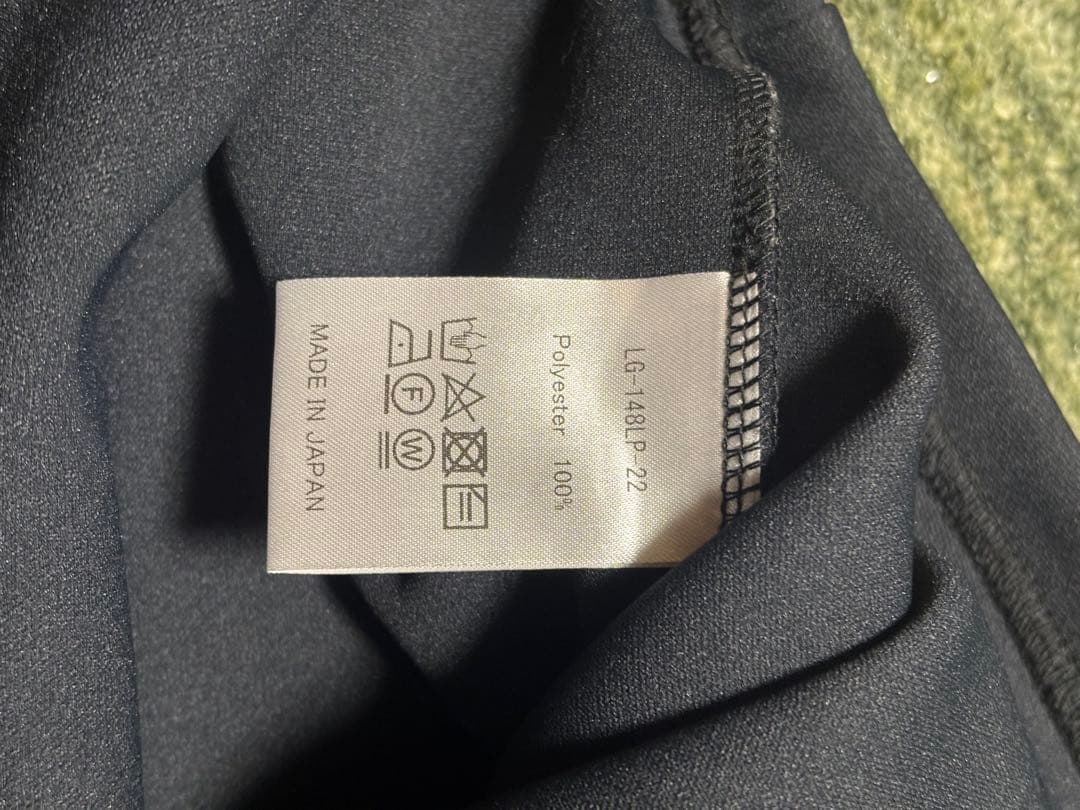 LG-148LP-22
Polyester 100%
F W
MADE IN JAPAN